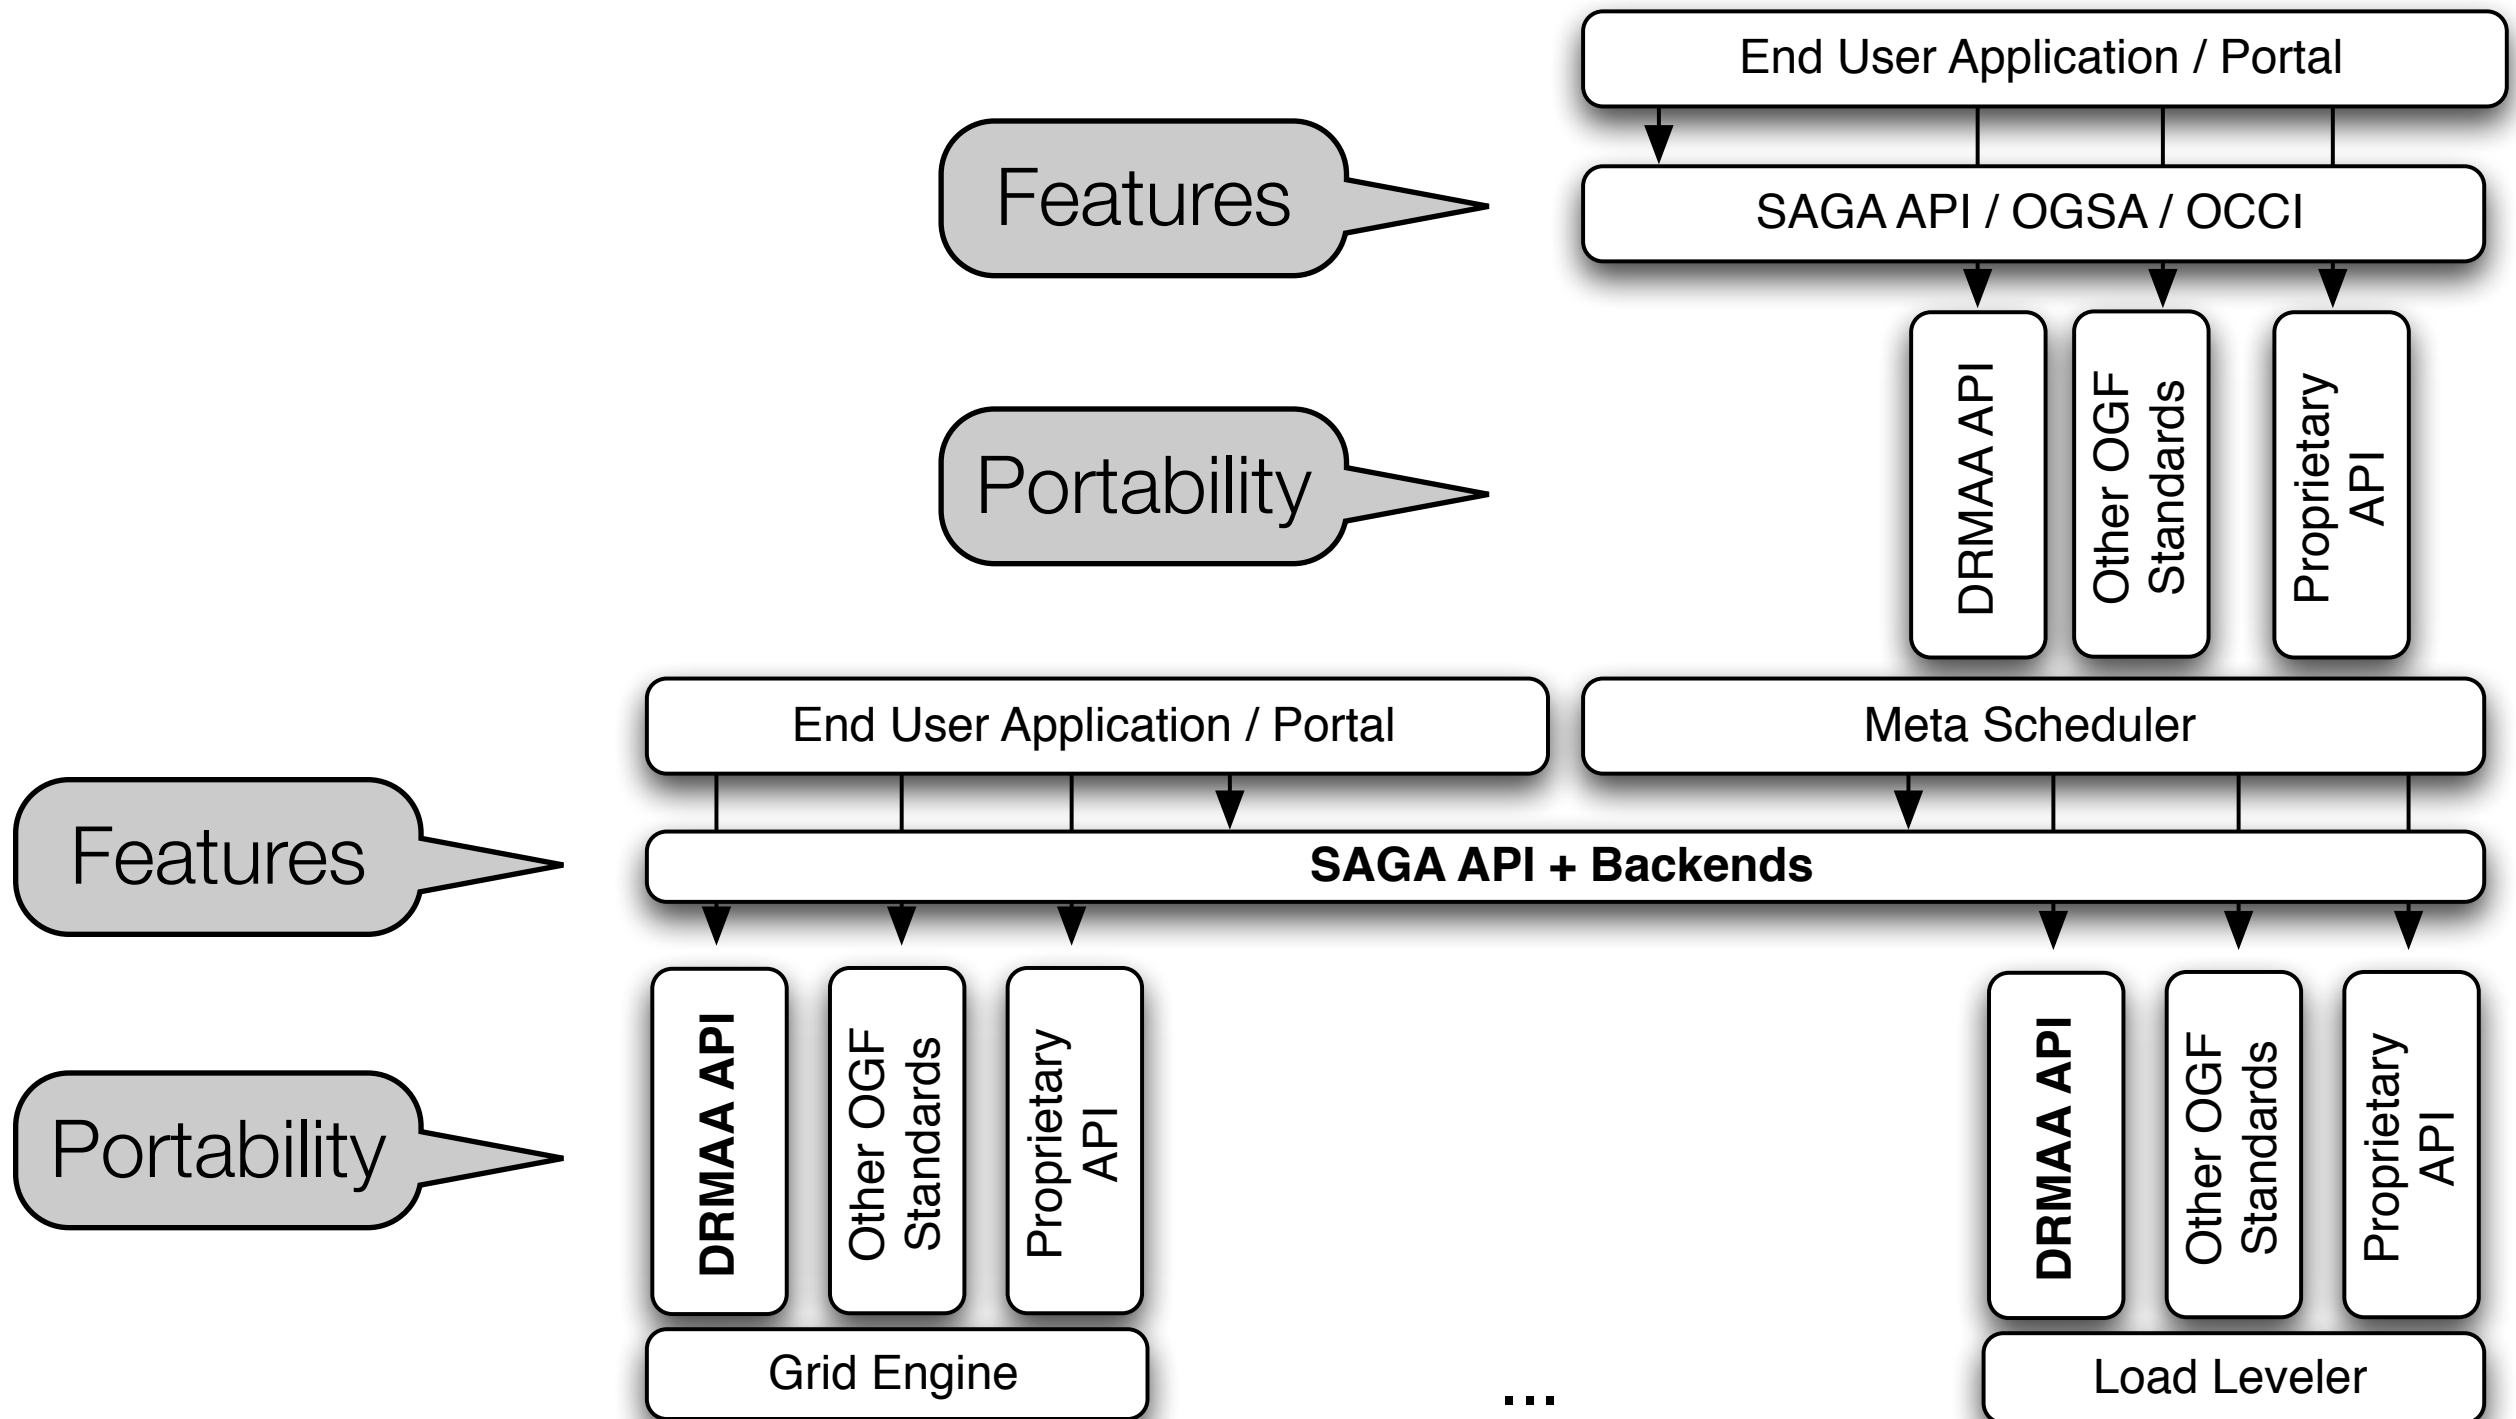 End User Application / Portal
Features
SAGA API / OGSA / OCCI
Portability
DRMAA API
Other OGF
Standards
Proprietary
API
End User Application / Portal
Meta Scheduler
Features
SAGA API + Backends
Portability
DRMAA API
Other OGF
Standards
Proprietary
API
DRMAA API
Other OGF
Standards
Proprietary
API
Grid Engine
...
Load Leveler